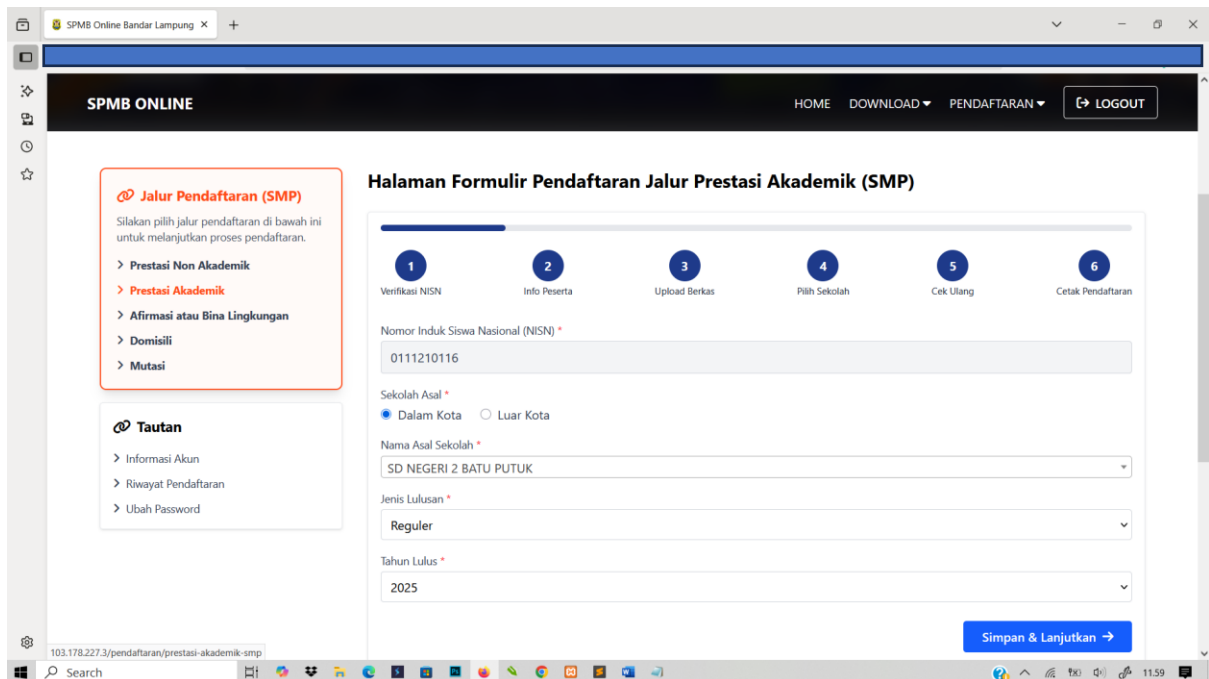 SPMB Online Bandar Lampung
SPMB ONLINE
HOME DOWNLOAD PENDAFTARAN LOGOUT
Jalur Pendaftaran (SMP)
Silakan pilih jalur pendaftaran di bawah ini
untuk melanjutkan proses pendaftaran.
Prestasi Non Akademik
Prestasi Akademik
Afirmasi atau Bina Lingkungan
Domisili
Mutasi
Tautan
Informasi Akun
Riwayat Pendaftaran
Ubah Password
Halaman Formulir Pendaftaran Jalur Prestasi Akademik (SMP)
1 2 3 4 5 6
Verifikasi NISN Info Peserta Upload Berkas Pilih Sekolah Cek Ulang Cetak Pendaftaran
Nomor Induk Siswa Nasional (NISN) *
0111210116
Sekolah Asal *
Dalam Kota Luar Kota
Nama Asal Sekolah *
SD NEGERI 2 BATU PUTUK
Jenis Lulusan *
Reguler
Tahun Lulus *
2025
Simpan & Lanjutkan →
103.178.227.3/pendaftaran/prestasi-akademik-smp
Search
11.59